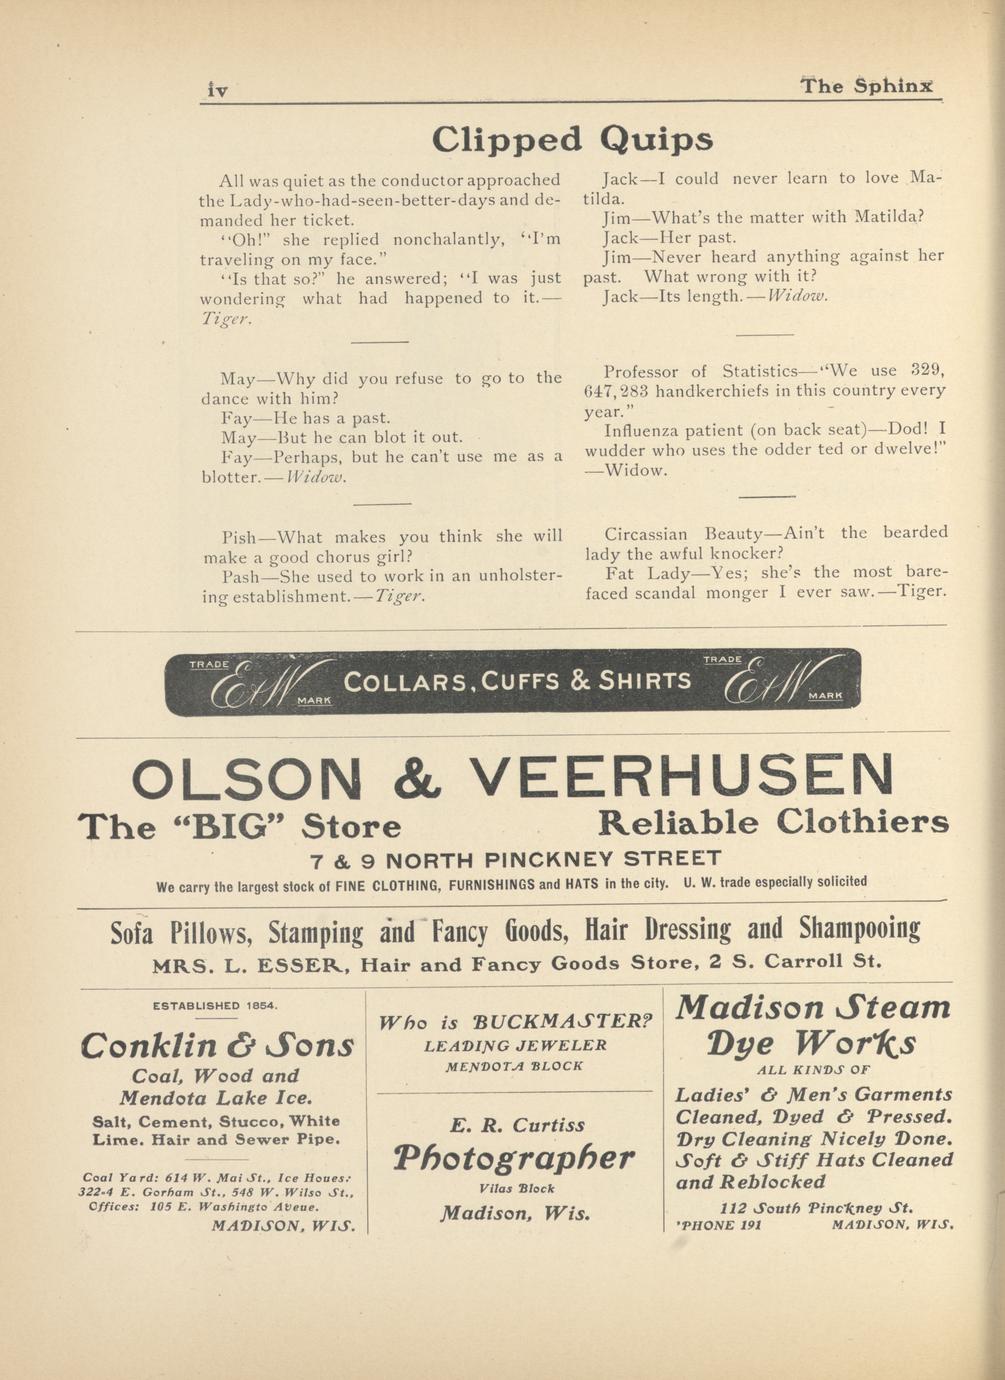 iv
The Sphinx
Clipped Quips
All was quiet as the conductor approached
the Lady-who-had-seen-better-days and de-
manded her ticket.
"Oh!" she replied nonchalantly, "I'm
traveling on my face."
"Is that so?" he answered; "I was just
wondering what had happened to it.—
Tiger.
May—Why did you refuse to go to the
dance with him?
Fay—He has a past.
May—But he can blot it out.
Fay—Perhaps, but he can't use me as a
blotter.—Widow.
Pish—What makes you think she will
make a good chorus girl?
Pash—She used to work in an unholster-
ing establishment.—Tiger.
Jack—I could never learn to love Ma-
tilda.
Jim—What's the matter with Matilda?
Jack—Her past.
Jim—Never heard anything against her
past. What wrong with it?
Jack—Its length.—Widow.
Professor of Statistics—"We use 329,
647,283 handkerchiefs in this country every
year."
Influenza patient (on back seat)—Dod! I
wudder who uses the odder ted or dwelve!"
—Widow.
Circassian Beauty—Ain't the bearded
lady the awful knocker?
Fat Lady—Yes; she's the most bare-
faced scandal monger I ever saw.—Tiger.
TRADE E & W MARK COLLARS, CUFFS & SHIRTS TRADE E & W MARK
OLSON & VEERHUSEN
The "BIG" Store Reliable Clothiers
7 & 9 NORTH PINCKNEY STREET
We carry the largest stock of FINE CLOTHING, FURNISHINGS and HATS in the city. U. W. trade especially solicited
Sofa Pillows, Stamping and Fancy Goods, Hair Dressing and Shampooing
MRS. L. ESSER, Hair and Fancy Goods Store, 2 S. Carroll St.
ESTABLISHED 1854.
Conklin & Sons
Coal, Wood and
Mendota Lake Ice.
Salt, Cement, Stucco, White
Lime. Hair and Sewer Pipe.
Coal Yard: 614 W. Mai St., Ice Houes:
322-4 E. Gorham St., 548 W. Wilso St.,
Offices: 105 E. Washingto Aveue.
MADISON, WIS.
Who is BUCKMASTER?
LEADING JEWELER
MENDOTA BLOCK
E. R. Curtiss
Photographer
Vilas Block
Madison, Wis.
Madison Steam
Dye Works
ALL KINDS OF
Ladies' & Men's Garments
Cleaned, Dyed & Pressed.
Dry Cleaning Nicely Done.
Soft & Stiff Hats Cleaned
and Reblocked
112 South Pinckney St.
'PHONE 191 MADISON, WIS.